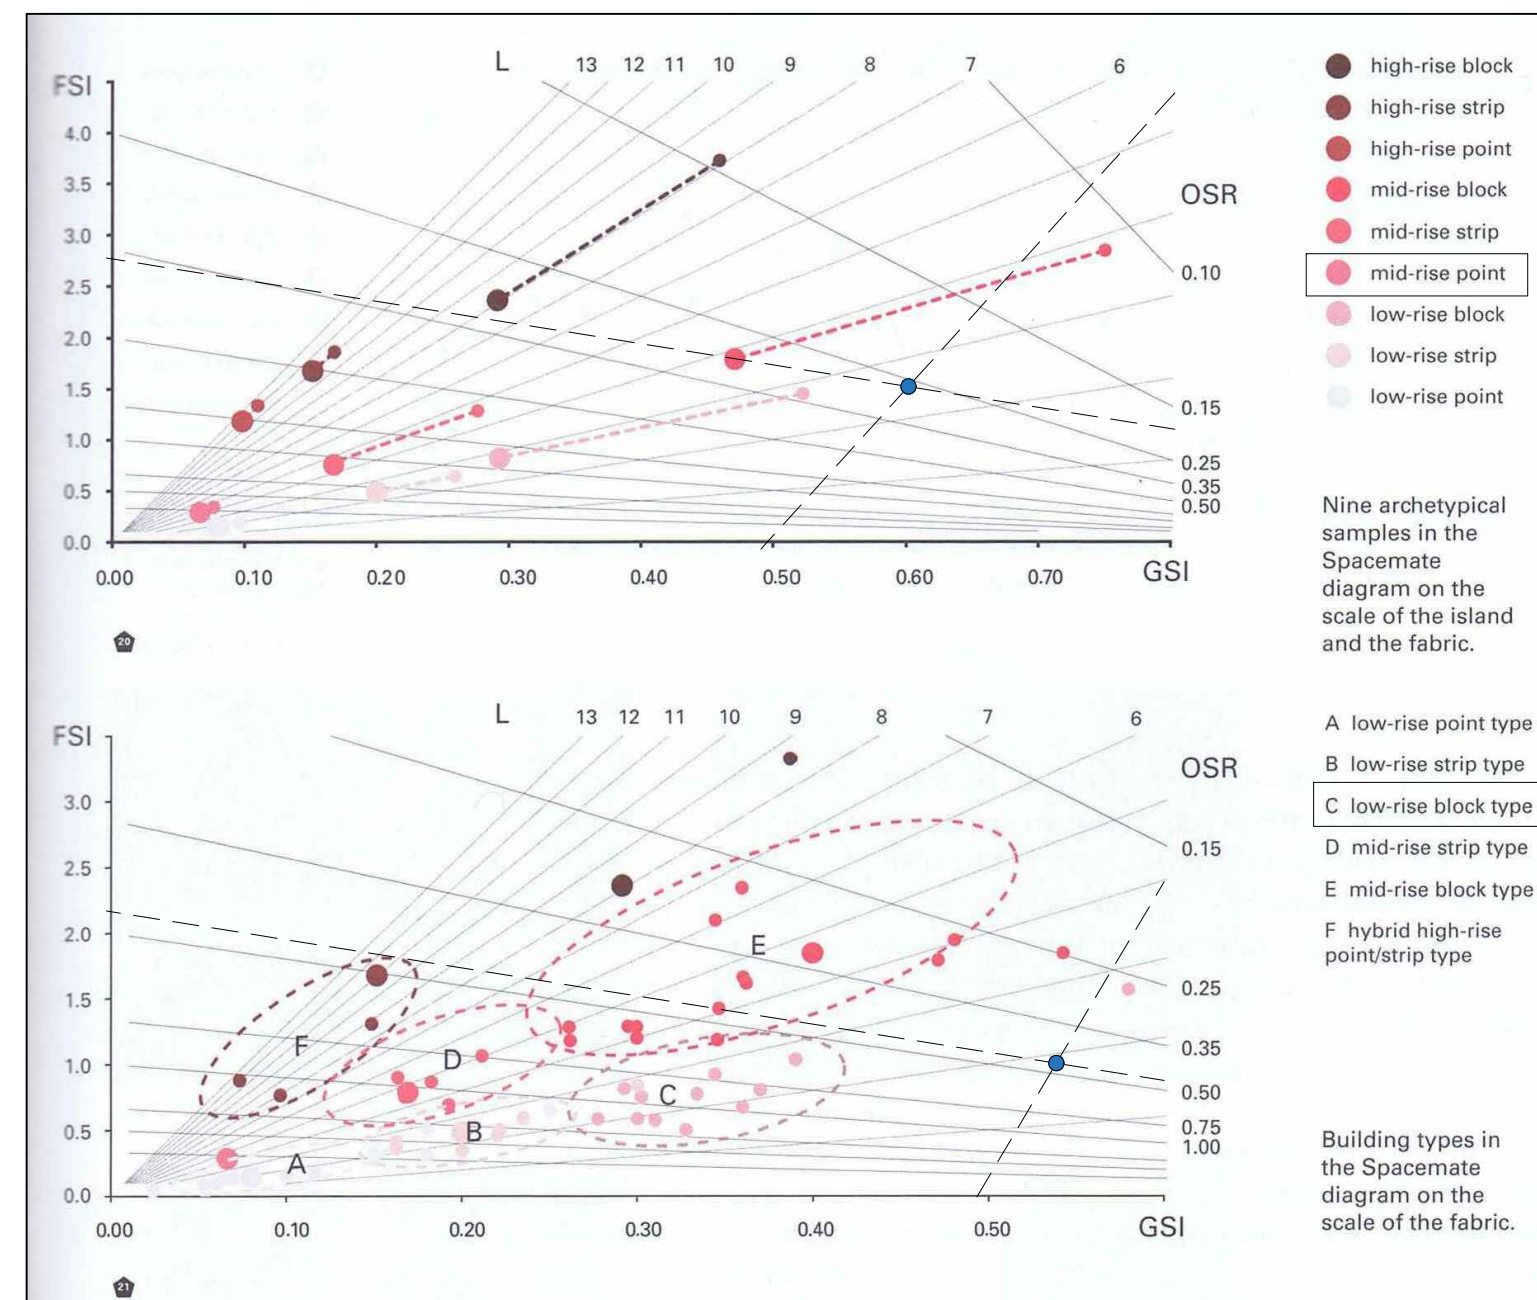 L 13 12 11 10 9 8 7 6
FSI
4.0
3.5
3.0
2.5
2.0
1.5
1.0
0.5
0.0
OSR
0.10
0.15
0.25
0.35
0.50
0.00 0.10 0.20 0.30 0.40 0.50 0.60 0.70 GSI
20
high-rise block
high-rise strip
high-rise point
mid-rise block
mid-rise strip
mid-rise point
low-rise block
low-rise strip
low-rise point
Nine archetypical
samples in the
Spacemate
diagram on the
scale of the island
and the fabric.
L 13 12 11 10 9 8 7 6
FSI
3.0
2.5
2.0
1.5
1.0
0.5
0.0
OSR
0.15
0.25
0.35
0.50
0.75
1.00
E
F
D
C
B
A
0.00 0.10 0.20 0.30 0.40 0.50 GSI
21
A low-rise point type
B low-rise strip type
C low-rise block type
D mid-rise strip type
E mid-rise block type
F hybrid high-rise
point/strip type
Building types in
the Spacemate
diagram on the
scale of the fabric.